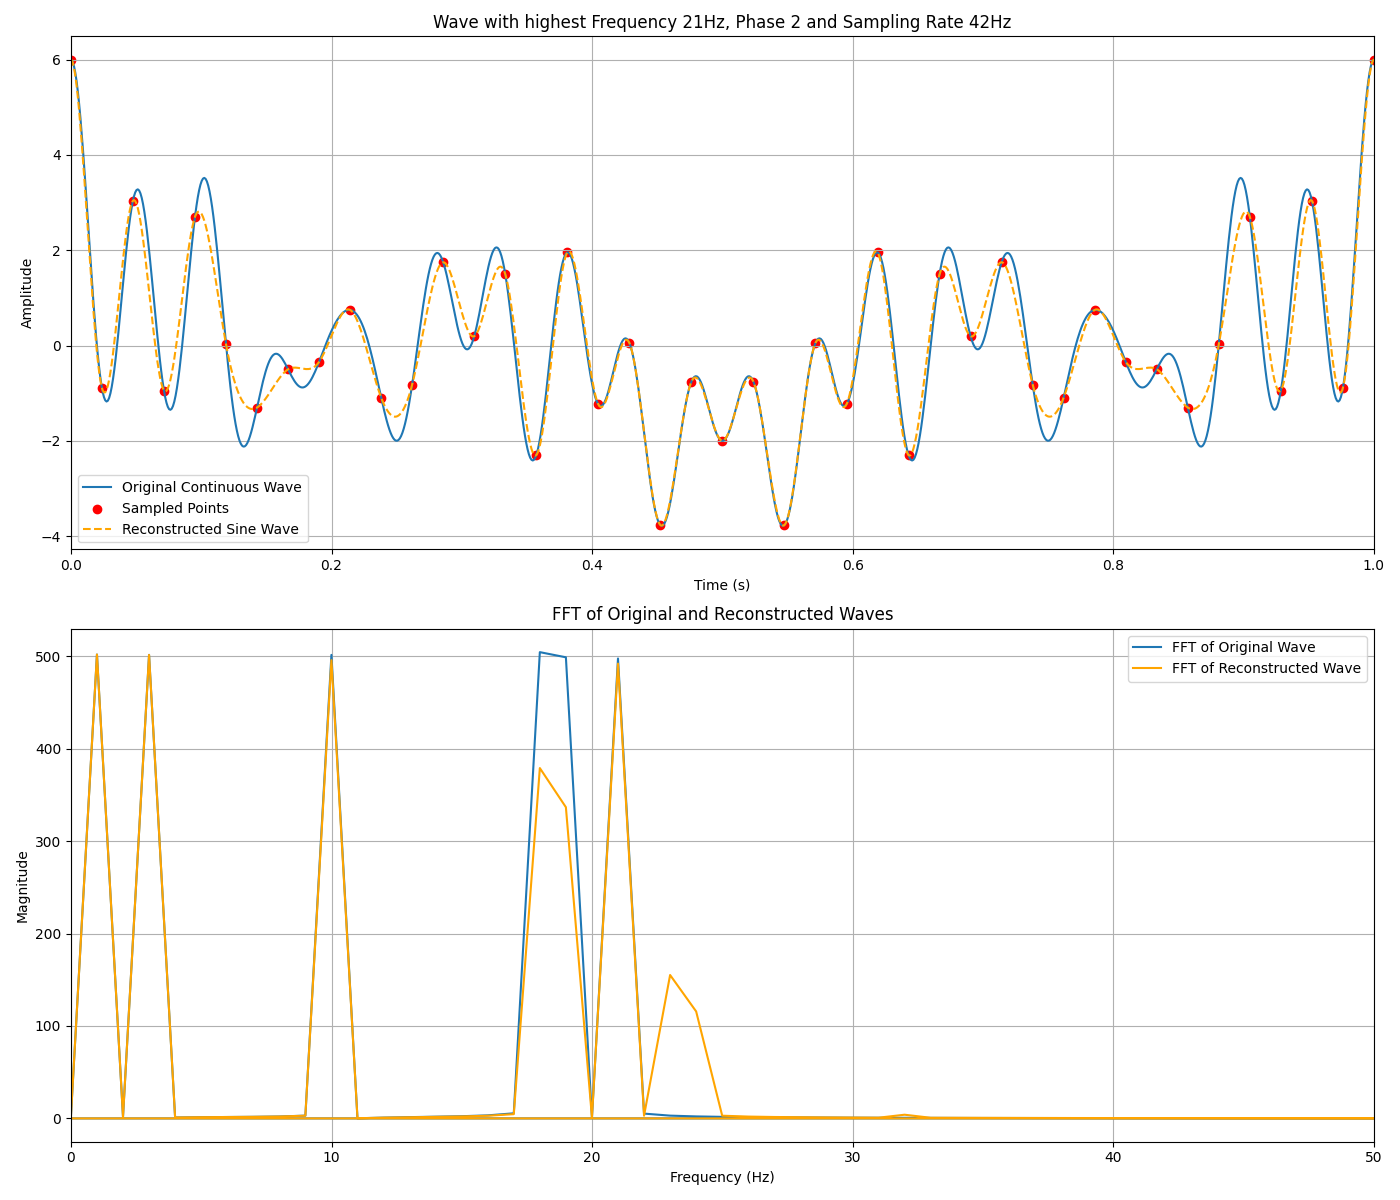 Wave with highest Frequency 21Hz, Phase 2 and Sampling Rate 42Hz
6
4
2
0
−2
−4
Amplitude
Original Continuous Wave
Sampled Points
Reconstructed Sine Wave
0.0 0.2 0.4 0.6 0.8 1.0
Time (s)
FFT of Original and Reconstructed Waves
500
400
300
200
100
0
Magnitude
FFT of Original Wave
FFT of Reconstructed Wave
0 10 20 30 40 50
Frequency (Hz)